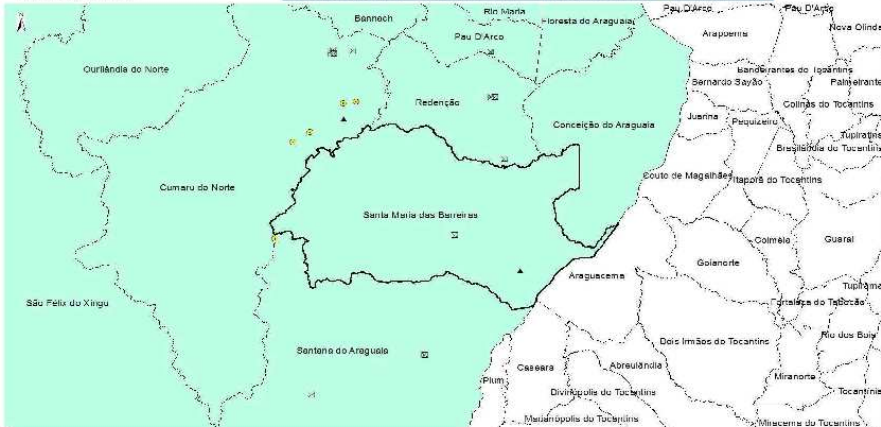 Bannach
Rio Maria
Floresta do Araguaia
Pau D'Arco
Pau D'Arco
Nova Olinda
Arapoema
Pau D'Arco
Ourilândia do Norte
Bandeirantes do Tocantins
Bernardo Sayão
Palmeirante
Redenção
Colinas do Tocantins
Juarina
Pequizeiro
Conceição do Araguaia
Tupiratins
Brasilândia do Tocantins
Couto de Magalhães
Itaporã do Tocantins
Cumaru do Norte
Santa Maria das Barreiras
Colméia
Guaraí
Goianorte
Araguacema
Tupirama
São Félix do Xingu
Fortaleza do Tabocão
Rio dos Bois
Dois Irmãos do Tocantins
Santana do Araguaia
Caseara
Abreulândia
Pium
Miranorte
Divinópolis do Tocantins
Tocantínia
Marianópolis do Tocantins
Miracema do Tocantins